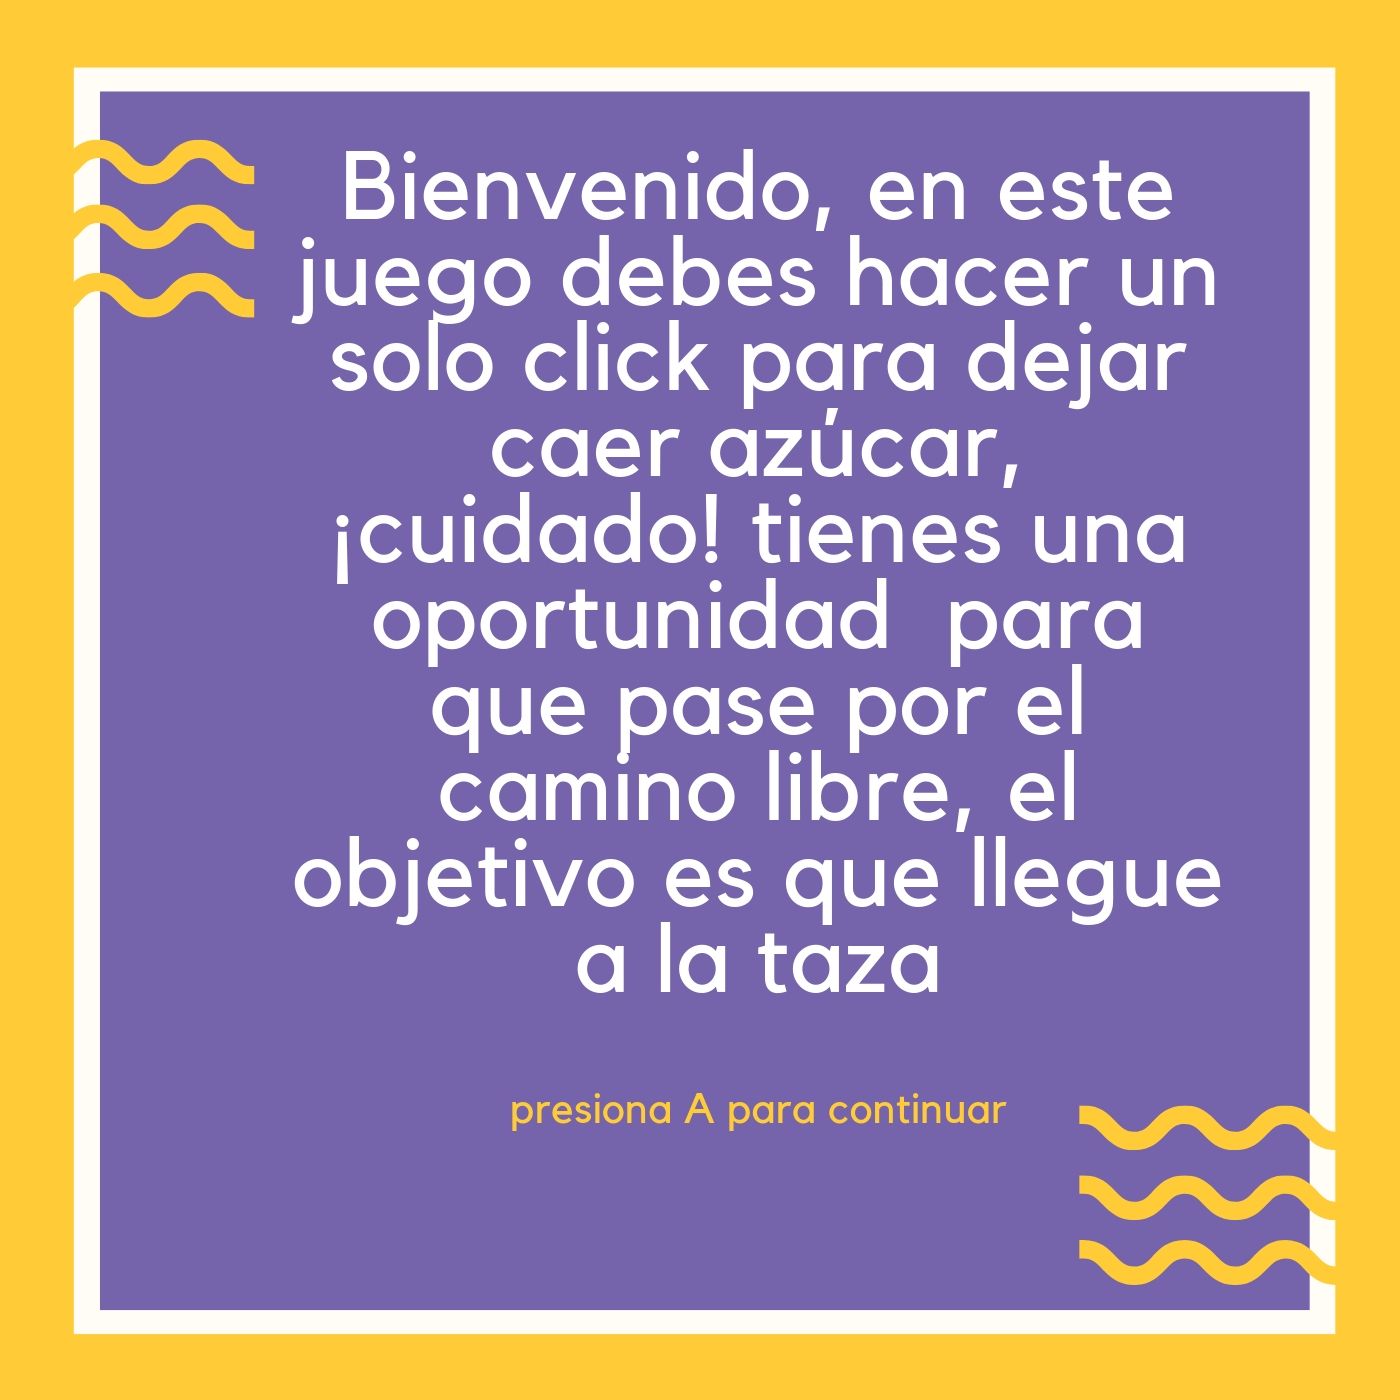 Bienvenido, en este
juego debes hacer un
solo click para dejar
caer azúcar,
¡cuidado! tienes una
oportunidad  para
que pase por el
camino libre, el
objetivo es que llegue
a la taza
presiona A para continuar